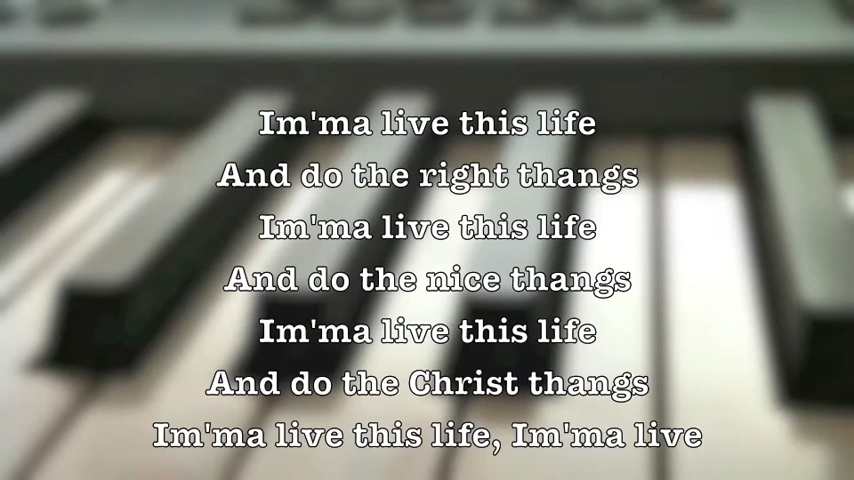 Im'ma live this life
And do the right thangs
Im'ma live this life
And do the nice thangs
Im'ma live this life
And do the Christ thangs
Im'ma live this life, Im'ma live